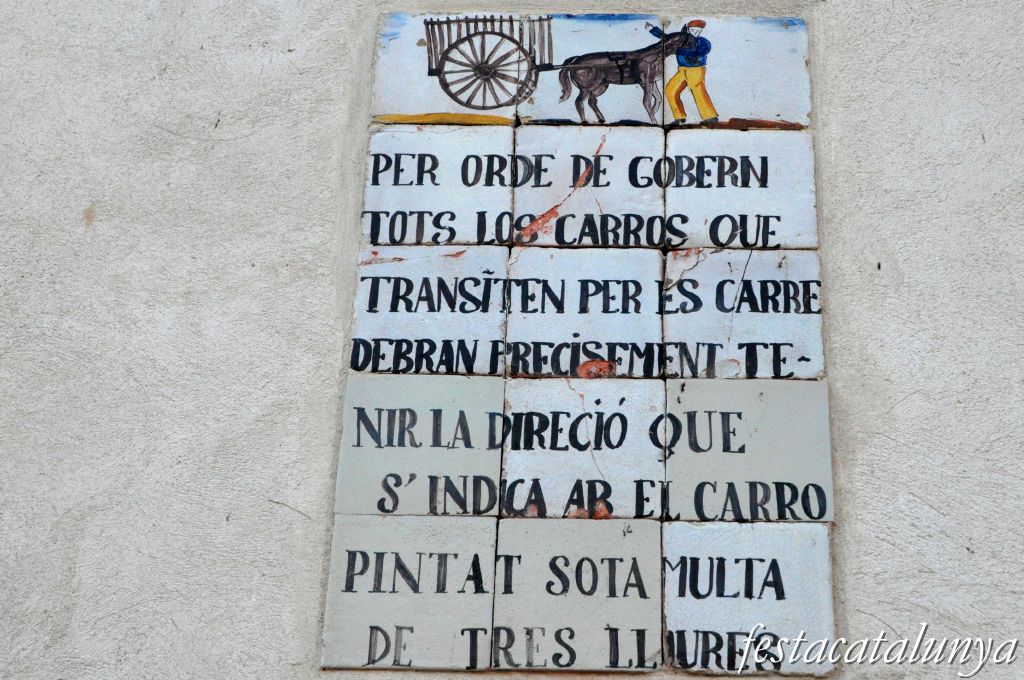 PER ORDE DE GOBERN
TOTS LOS CARROS QUE
TRANSĨTEN PER ES CARRE
DEBRAN PRECISEMENT TE-
NIR LA DIRECIÓ QUE
S'INDICA AB EL CARRO
PINTAT SOTA MULTA
DE TRES LLIURES
festacatalunya